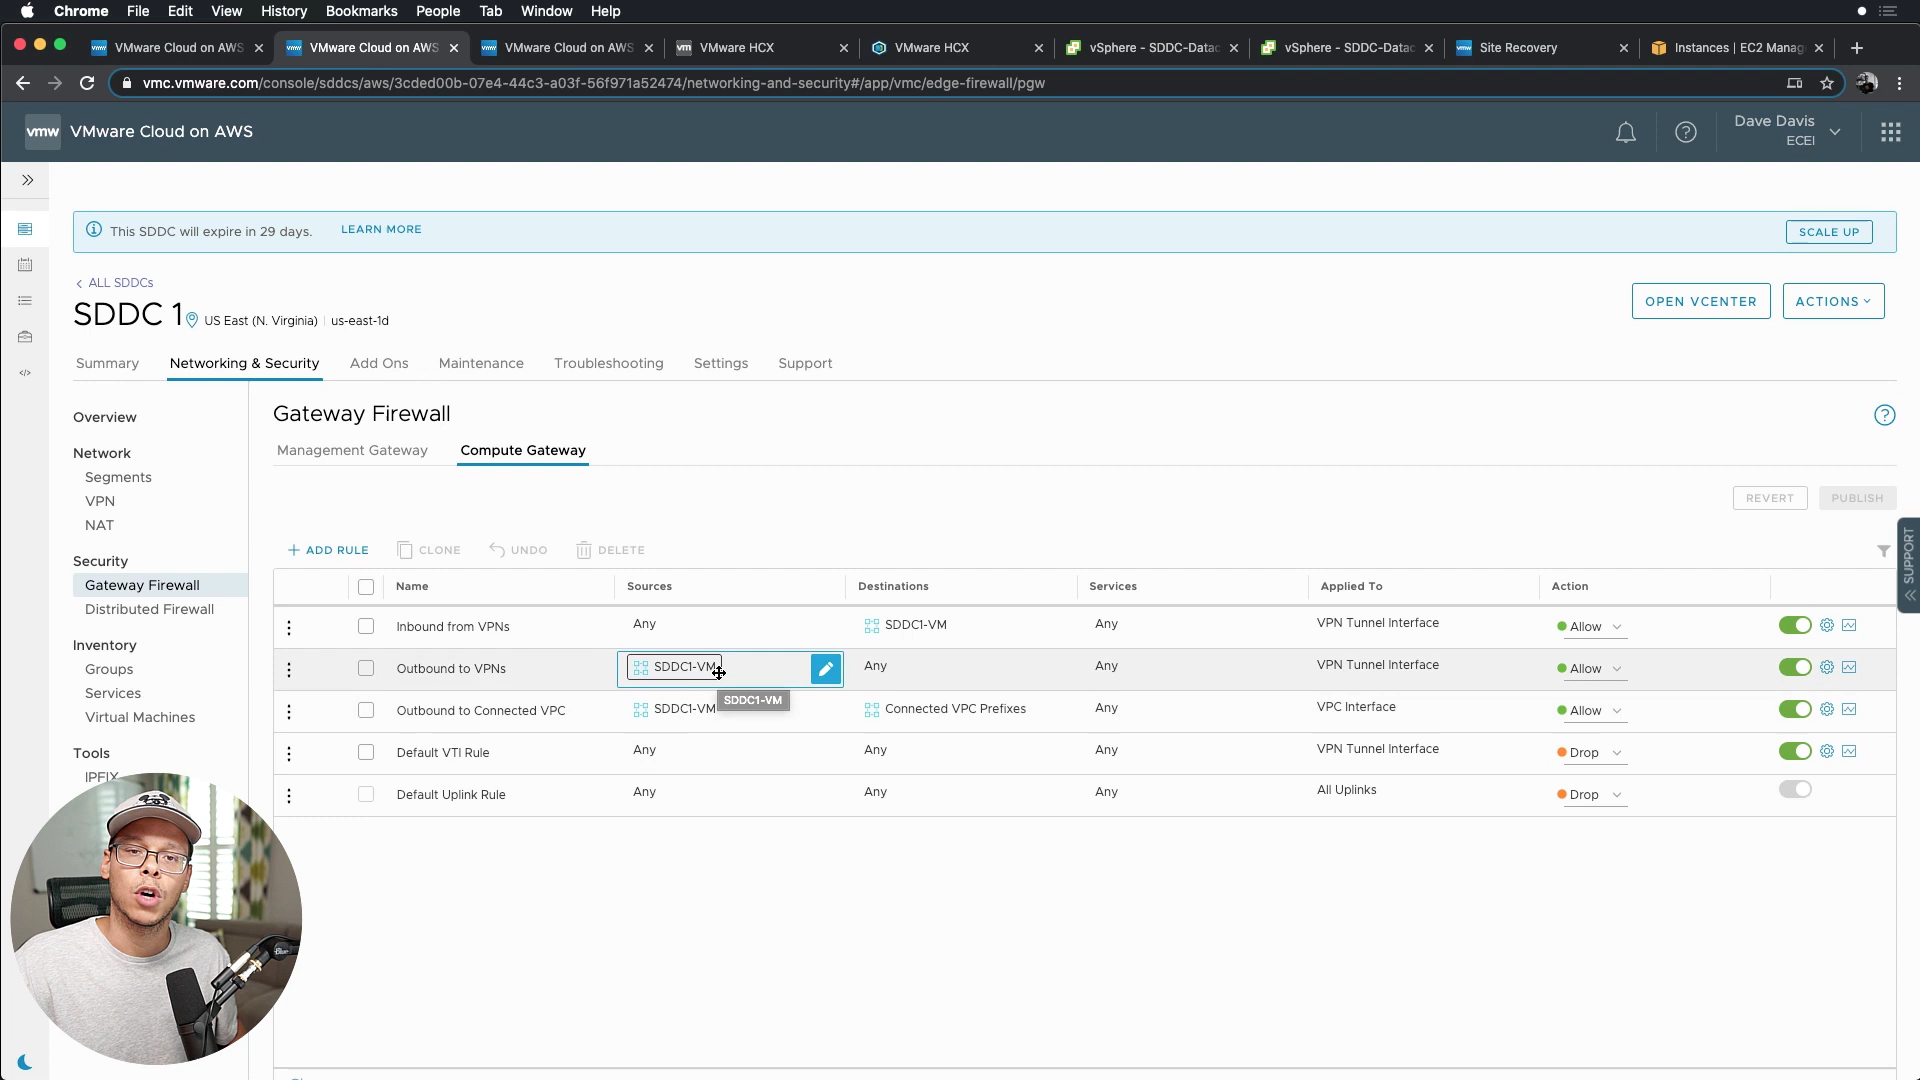 Chrome File Edit View History Bookmarks People Tab Window Help
VMware Cloud on AWS VMware Cloud on AWS VMware Cloud on AWS vm VMware HCX VMware HCX vSphere - SDDC-Datac vSphere - SDDC-Datac Site Recovery Instances | EC2 Manag
vmc.vmware.com/console/sddcs/aws/3cded00b-07e4-44c3-a03f-56f971a52474/networking-and-security#/app/vmc/edge-firewall/pgw
vmw VMware Cloud on AWS
Dave Davis
ECEI
This SDDC will expire in 29 days. LEARN MORE SCALE UP
ALL SDDCs
SDDC 1 US East (N. Virginia) us-east-1d
OPEN VCENTER ACTIONS
Summary Networking & Security Add Ons Maintenance Troubleshooting Settings Support
Overview
Network
Segments
VPN
NAT
Security
Gateway Firewall
Distributed Firewall
Inventory
Groups
Services
Virtual Machines
Tools
IPFIX
Gateway Firewall
Management Gateway Compute Gateway
REVERT PUBLISH
+ ADD RULE CLONE UNDO DELETE
SUPPORT
Name Sources Destinations Services Applied To Action
Inbound from VPNs Any SDDC1-VM Any VPN Tunnel Interface Allow
Outbound to VPNs SDDC1-VM Any Any VPN Tunnel Interface Allow
SDDC1-VM
Outbound to Connected VPC SDDC1-VM Connected VPC Prefixes Any VPC Interface Allow
Default VTI Rule Any Any Any VPN Tunnel Interface Drop
Default Uplink Rule Any Any Any All Uplinks Drop